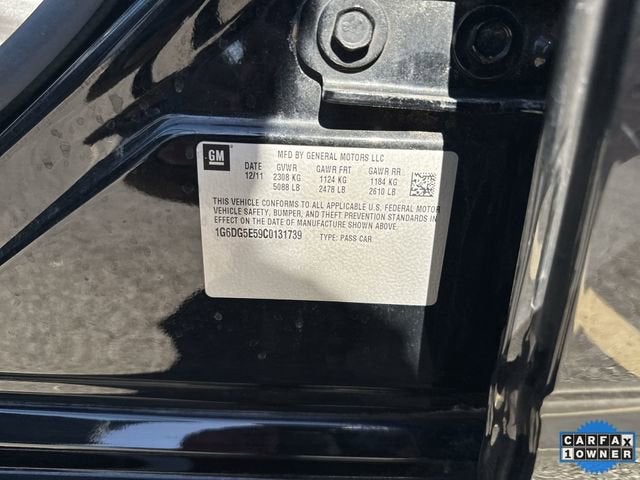 GM
MFD BY GENERAL MOTORS LLC
DATE GVWR GAWR FRT GAWR RR
12/11 2308 KG 1124 KG 1184 KG
5088 LB 2478 LB 2610 LB
THIS VEHICLE CONFORMS TO ALL APPLICABLE U.S. FEDERAL MOTOR
VEHICLE SAFETY, BUMPER, AND THEFT PREVENTION STANDARDS IN
EFFECT ON THE DATE OF MANUFACTURE SHOWN ABOVE.
1G6DG5E59C0131739 TYPE: PASS CAR
CARFAX
1 OWNER